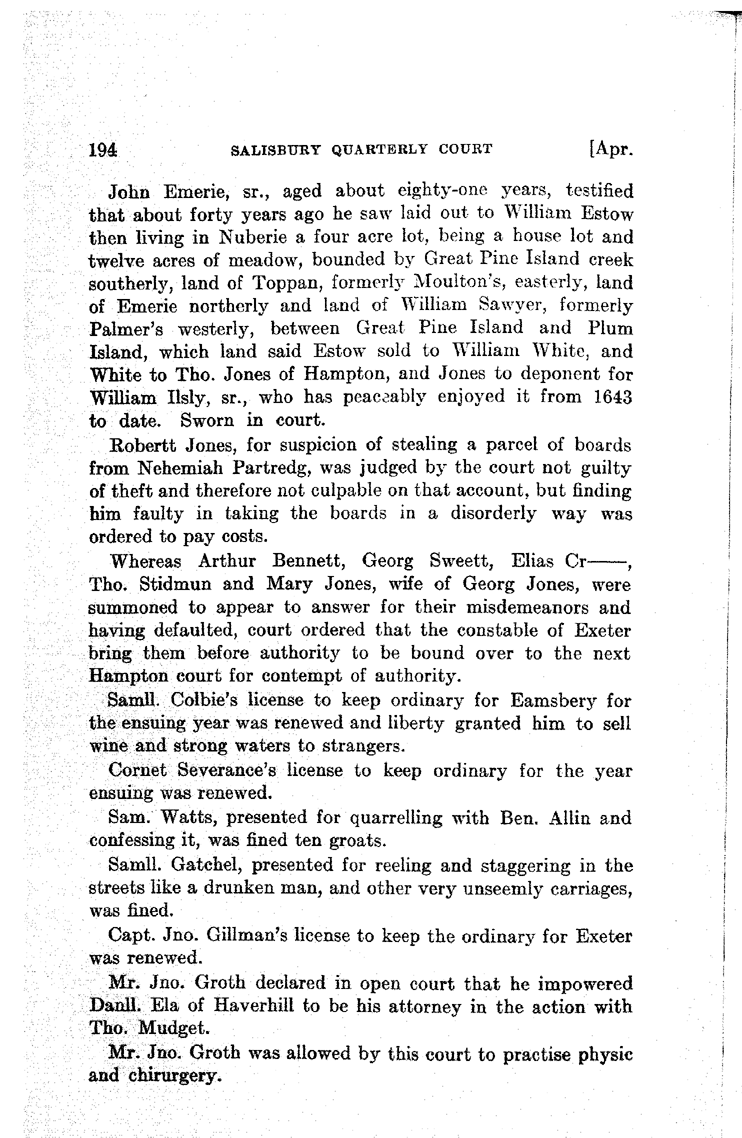 194 SALISBURY QUARTERLY COURT [Apr.
John Emerie, sr., aged about eighty-one years, testified
that about forty years ago he saw laid out to William Estow
then living in Nuberie a four acre lot, being a house lot and
twelve acres of meadow, bounded by Great Pine Island creek
southerly, land of Toppan, formerly Moulton's, easterly, land
of Emerie northerly and land of William Sawyer, formerly
Palmer's westerly, between Great Pine Island and Plum
Island, which land said Estow sold to William White, and
White to Tho. Jones of Hampton, and Jones to deponent for
William Ilsly, sr., who has peaceably enjoyed it from 1643
to date. Sworn in court.
Robertt Jones, for suspicion of stealing a parcel of boards
from Nehemiah Partredg, was judged by the court not guilty
of theft and therefore not culpable on that account, but finding
him faulty in taking the boards in a disorderly way was
ordered to pay costs.
Whereas Arthur Bennett, Georg Sweett, Elias Cr——,
Tho. Stidmun and Mary Jones, wife of Georg Jones, were
summoned to appear to answer for their misdemeanors and
having defaulted, court ordered that the constable of Exeter
bring them before authority to be bound over to the next
Hampton court for contempt of authority.
Samll. Colbie's license to keep ordinary for Eamsbery for
the ensuing year was renewed and liberty granted him to sell
wine and strong waters to strangers.
Cornet Severance's license to keep ordinary for the year
ensuing was renewed.
Sam. Watts, presented for quarrelling with Ben. Allin and
confessing it, was fined ten groats.
Samll. Gatchel, presented for reeling and staggering in the
streets like a drunken man, and other very unseemly carriages,
was fined.
Capt. Jno. Gillman's license to keep the ordinary for Exeter
was renewed.
Mr. Jno. Groth declared in open court that he impowered
Danll. Ela of Haverhill to be his attorney in the action with
Tho. Mudget.
Mr. Jno. Groth was allowed by this court to practise physic
and chirurgery.